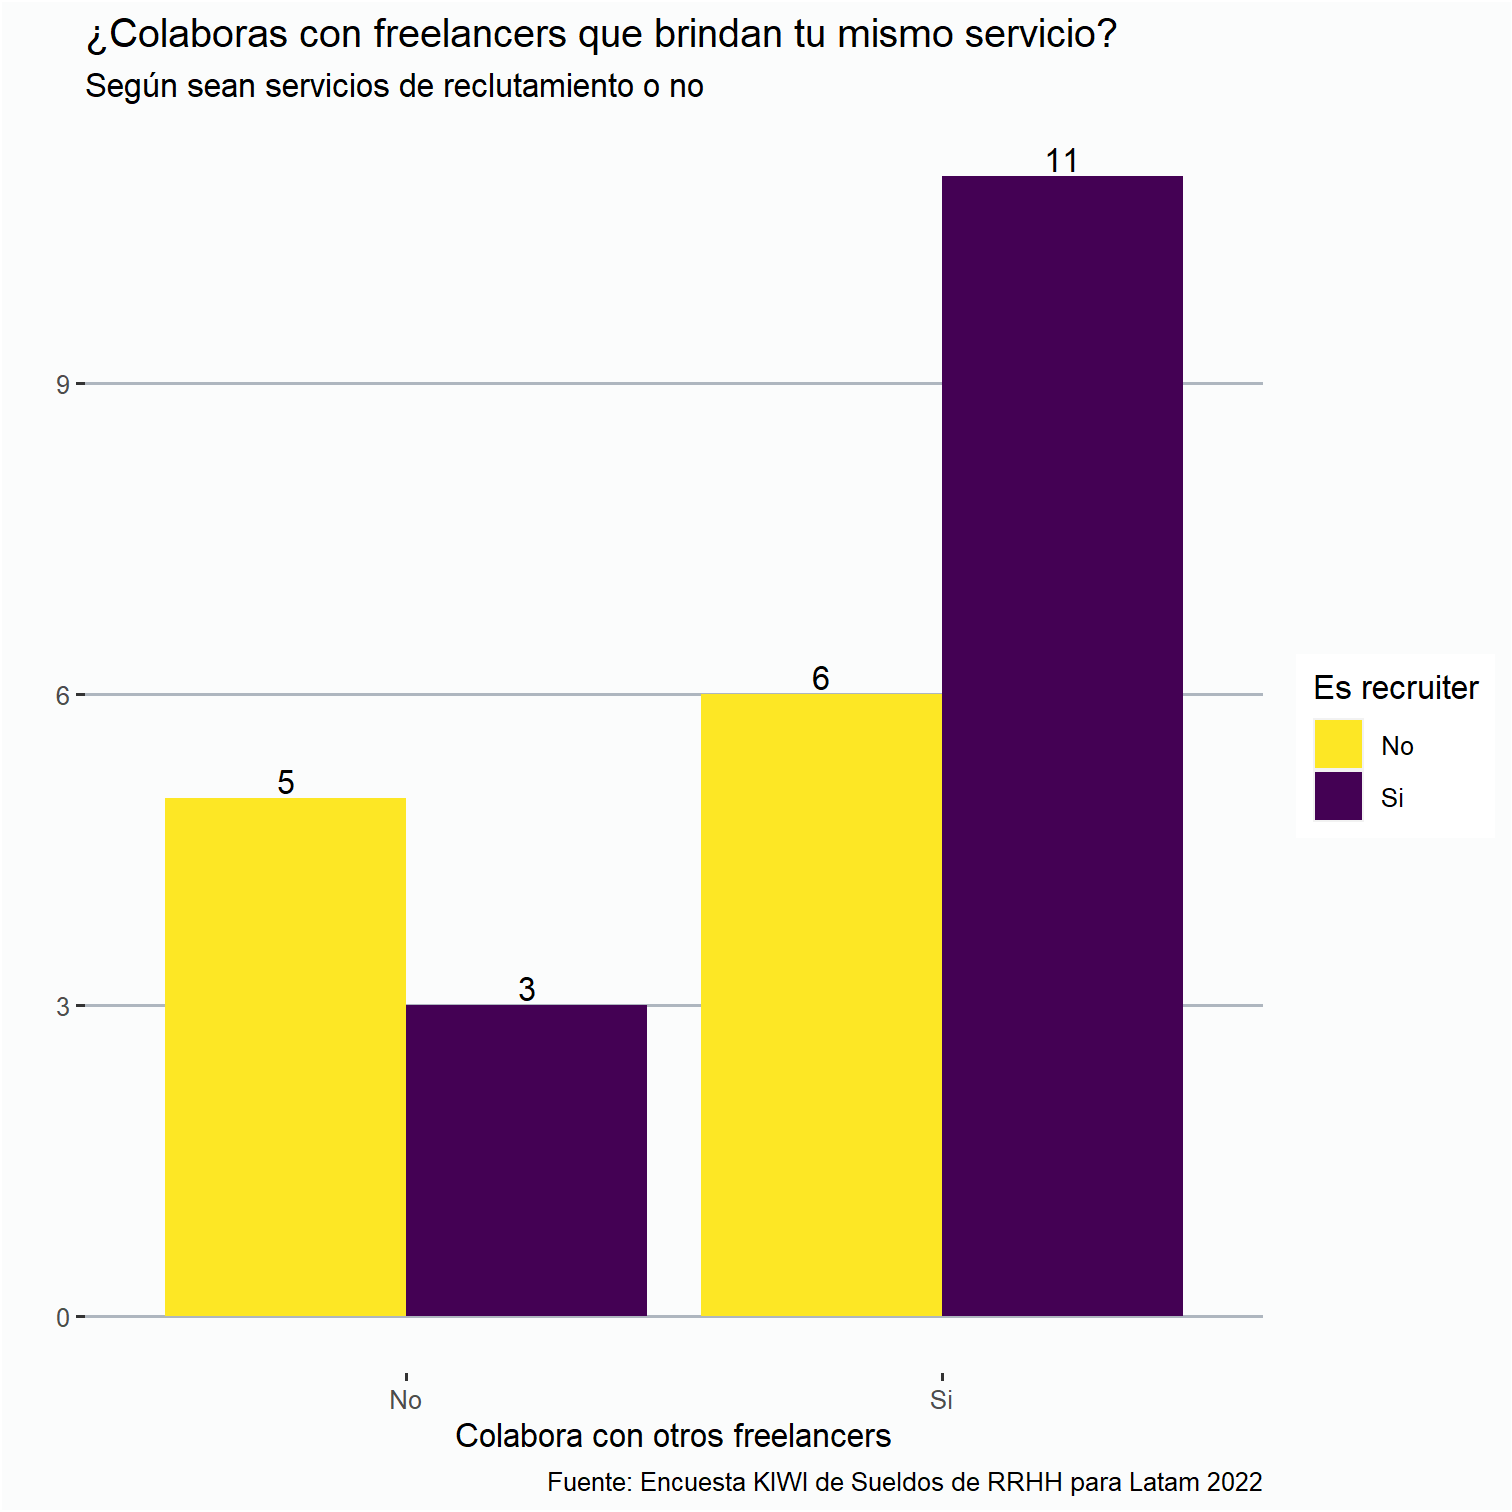 ¿Colaboras con freelancers que brindan tu mismo servicio?
Según sean servicios de reclutamiento o no
11
9
6
6
5
3
3
0
No
Si
Colabora con otros freelancers
Fuente: Encuesta KIWI de Sueldos de RRHH para Latam 2022
Es recruiter
No
Si